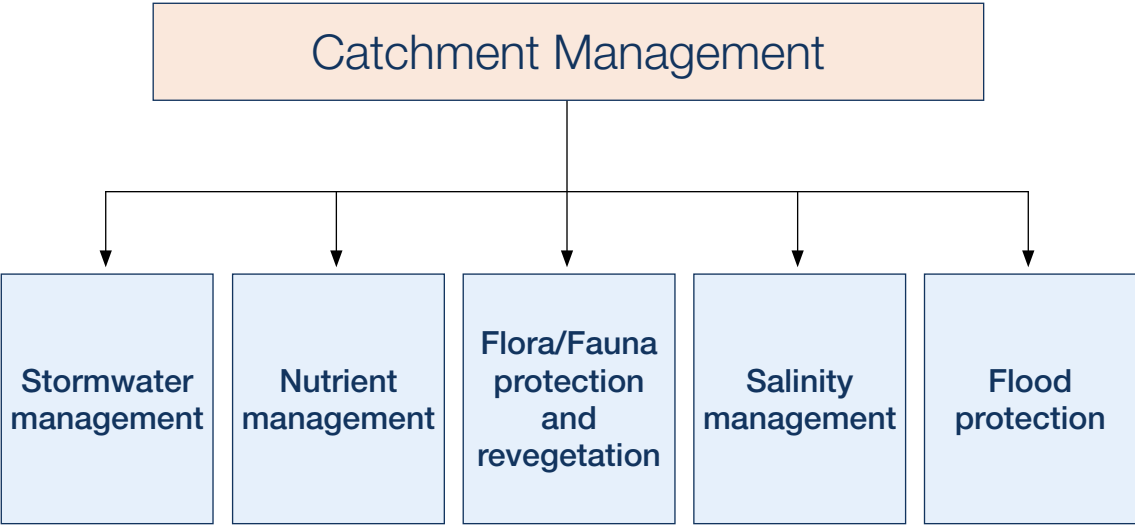 Catchment Management
Stormwater
management
Nutrient
management
Flora/Fauna
protection
and
revegetation
Salinity
management
Flood
protection